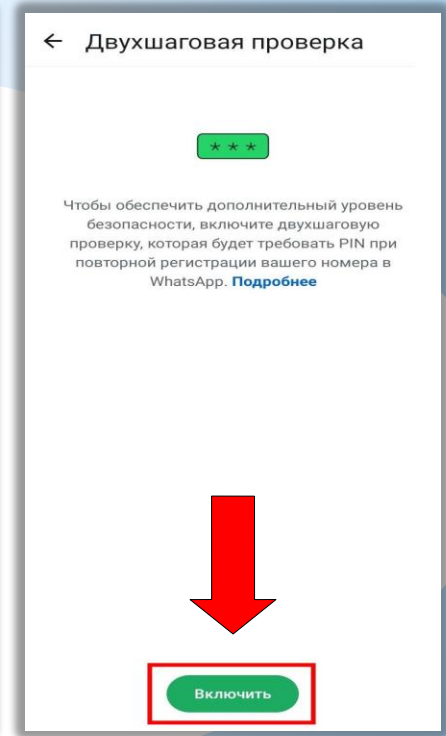 ← Двухшаговая проверка
***
Чтобы обеспечить дополнительный уровень
безопасности, включите двухшаговую
проверку, которая будет требовать PIN при
повторной регистрации вашего номера в
WhatsApp. Подробнее
Включить